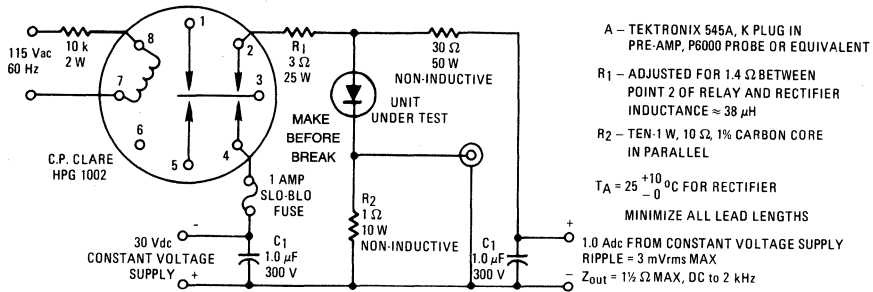 115 Vac
60 Hz
10 k
2 W
8
7
1
2
3
4
5
6
C.P. CLARE
HPG 1002
R1
3 Ω
25 W
30 Ω
50 W
NON-INDUCTIVE
MAKE
BEFORE
BREAK
UNIT
UNDER TEST
1 AMP
SLO-BLO
FUSE
R2
1 Ω
10 W
NON-INDUCTIVE
-
30 Vdc
CONSTANT VOLTAGE
SUPPLY
+
C1
1.0 μF
300 V
C1
1.0 μF
300 V
+
1.0 Adc FROM CONSTANT VOLTAGE SUPPLY
RIPPLE = 3 mVrms MAX
- Zout = 1½ Ω MAX, DC to 2 kHz
A – TEKTRONIX 545A, K PLUG IN
PRE-AMP, P6000 PROBE OR EQUIVALENT
R1 – ADJUSTED FOR 1.4 Ω BETWEEN
POINT 2 OF RELAY AND RECTIFIER
INDUCTANCE ≈ 38 μH
R2 – TEN-1 W, 10 Ω, 1% CARBON CORE
IN PARALLEL
TA = 25 +10 -0 °C FOR RECTIFIER
MINIMIZE ALL LEAD LENGTHS